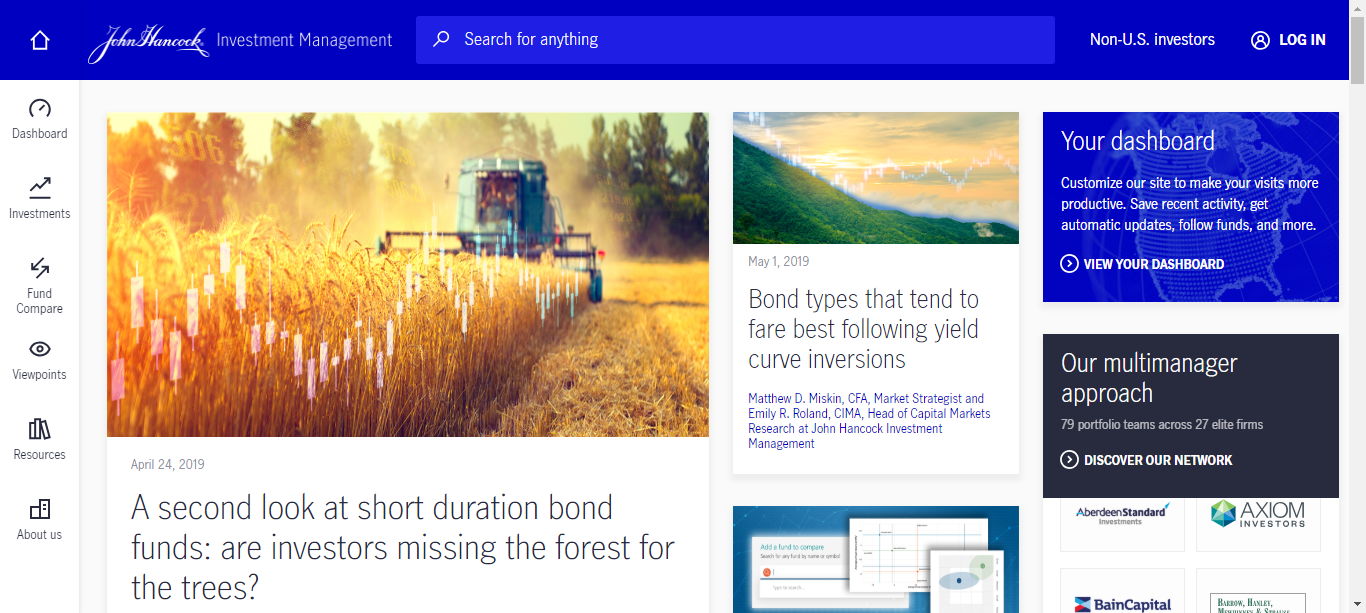 John Hancock Investment Management
Search for anything
Non-U.S. investors
LOG IN
Dashboard
Investments
Fund
Compare
Viewpoints
Resources
About us
April 24, 2019
A second look at short duration bond
funds: are investors missing the forest for
the trees?
May 1, 2019
Bond types that tend to
fare best following yield
curve inversions
Matthew D. Miskin, CFA, Market Strategist and
Emily R. Roland, CIMA, Head of Capital Markets
Research at John Hancock Investment
Management
Add a fund to compare
Search for any fund by name or symbol
Your dashboard
Customize our site to make your visits more
productive. Save recent activity, get
automatic updates, follow funds, and more.
VIEW YOUR DASHBOARD
Our multimanager
approach
79 portfolio teams across 27 elite firms
DISCOVER OUR NETWORK
AberdeenStandard
Investments
AXIOM
INVESTORS
BainCapital
BARROW, HANLEY,